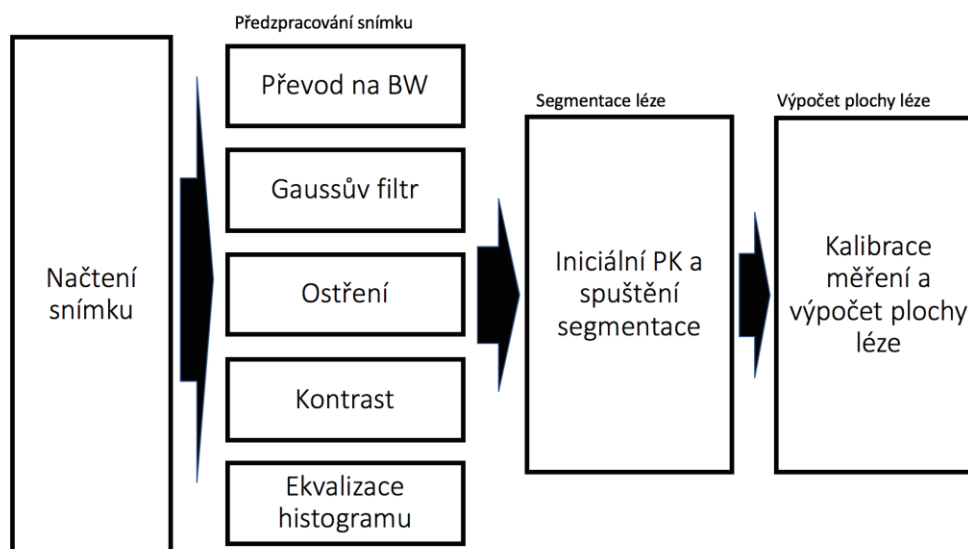 Předzpracování snímku
Převod na BW
Gaussův filtr
Ostření
Kontrast
Ekvalizace
histogramu
Načtení
snímku
Segmentace léze
Iniciální PK a
spuštění
segmentace
Výpočet plochy léze
Kalibrace
měření a
výpočet plochy
léze